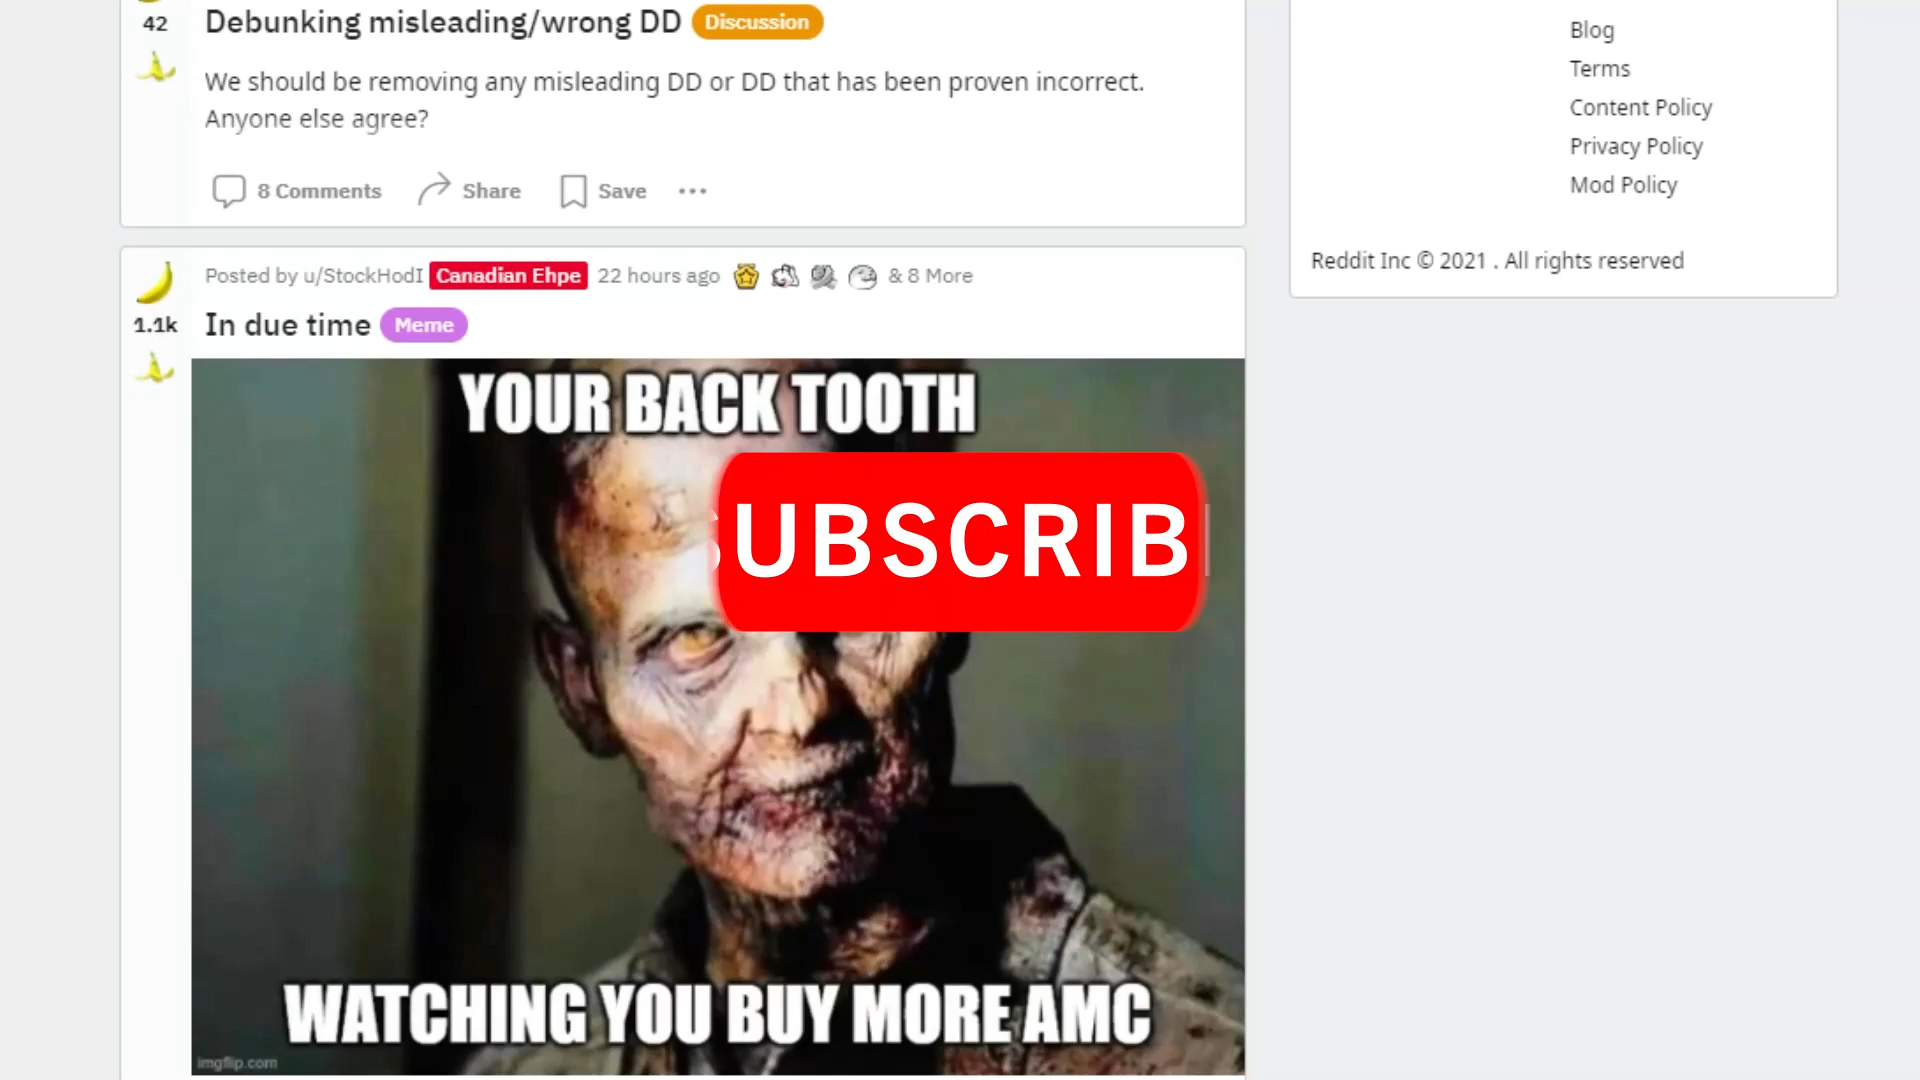 42
Debunking misleading/wrong DD Discussion
We should be removing any misleading DD or DD that has been proven incorrect.
Anyone else agree?
8 Comments Share Save
Posted by u/StockHodI Canadian Ehpe 22 hours ago & 8 More
1.1k
In due time Meme
YOUR BACK TOOTH
SUBSCRIB
WATCHING YOU BUY MORE AMC
imgflip.com
Blog
Terms
Content Policy
Privacy Policy
Mod Policy
Reddit Inc © 2021 . All rights reserved